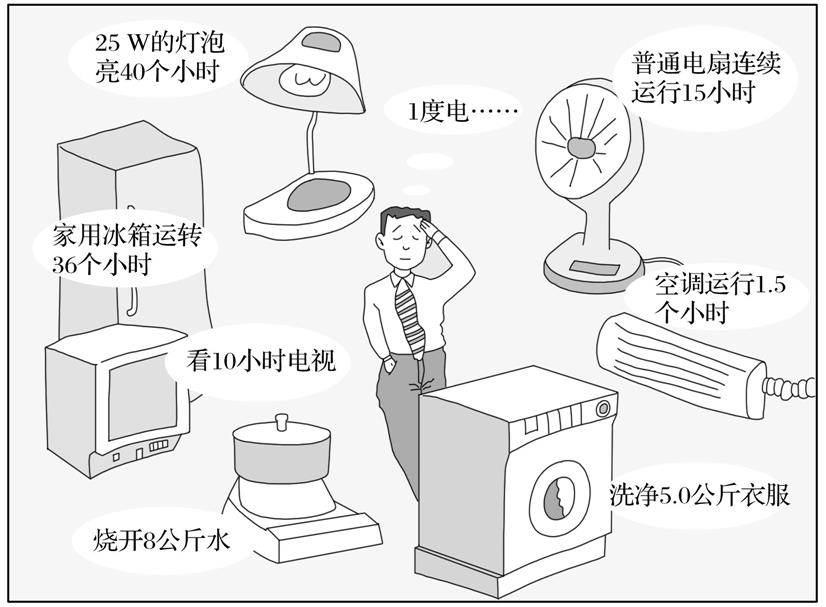 25 W的灯泡
亮40个小时
1度电……
普通电扇连续
运行15小时
家用冰箱运转
36个小时
空调运行1.5
个小时
看10小时电视
洗净5.0公斤衣服
烧开8公斤水